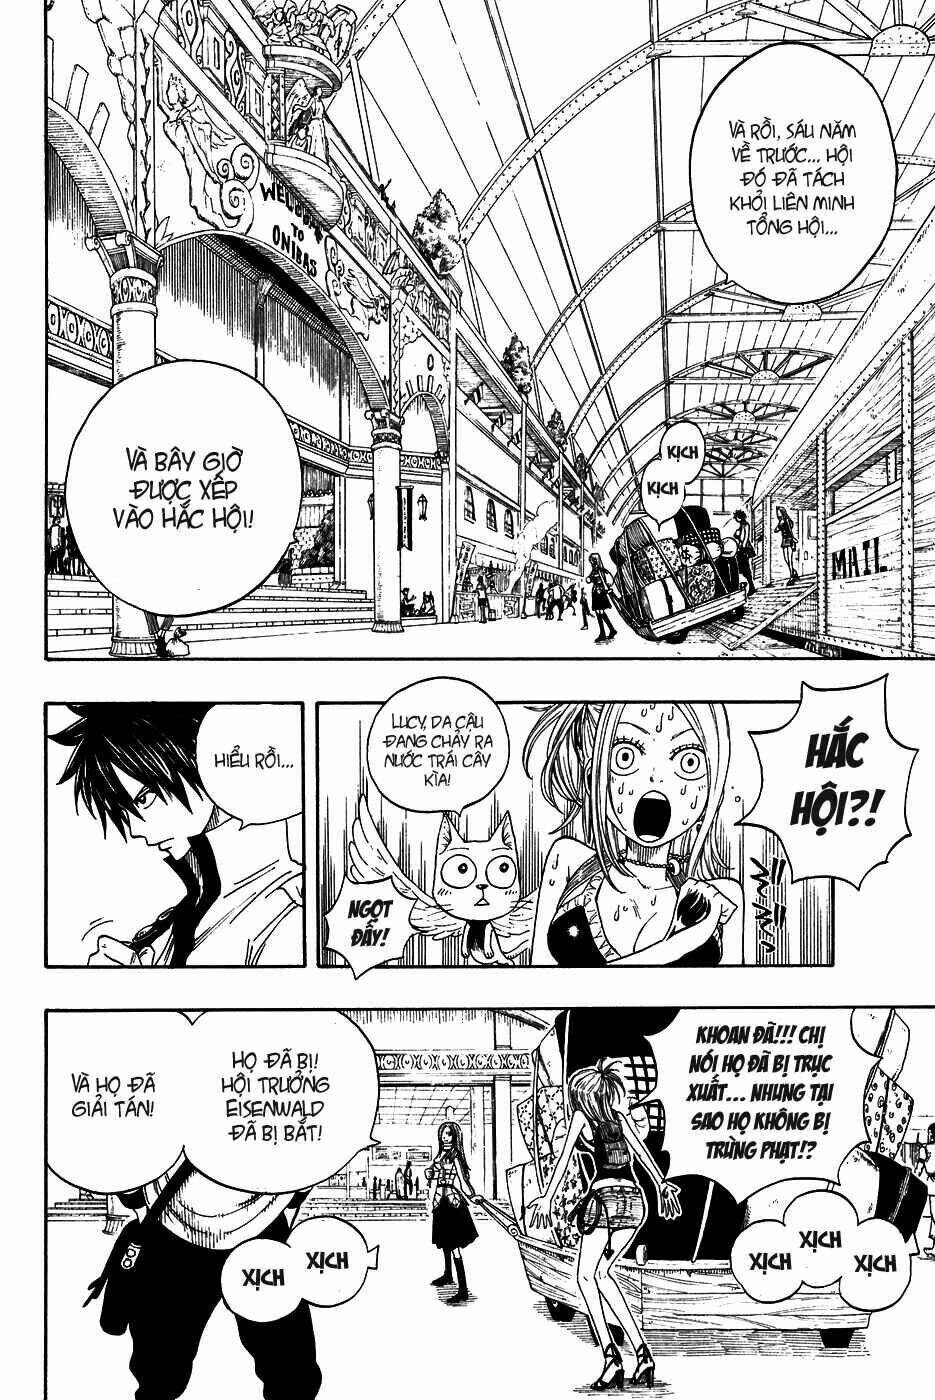 VÀ RỒI, SÁU NĂM
VỀ TRƯỚC... HỘI
ĐÓ ĐÃ TÁCH
KHỎI LIÊN MINH
TỔNG HỘI...
WELCOME
TO
ONIBAS
KỊCH
KỊCH
VÀ BÂY GIỜ
ĐƯỢC XẾP
VÀO HẮC HỘI!
MAIL
HẮC
HỘI?!
LUCY, DA CẬU
ĐANG CHẢY RA
NƯỚC TRÁI CÂY
KÌA!
NGỌT
ĐẤY!
HIỂU RỒI...
KHOAN ĐÃ!!! CHỊ
NÓI HỌ ĐÃ BỊ TRỤC
XUẤT... NHƯNG TẠI
SAO HỌ KHÔNG BỊ
TRỪNG PHẠT!?
HỌ ĐÃ BỊ!
HỘI TRƯỞNG
EISENWALD
ĐÃ BỊ BẮT!
VÀ HỌ ĐÃ
GIẢI TÁN!
XỊCH
XỊCH
XỊCH
XỊCH
XỊCH